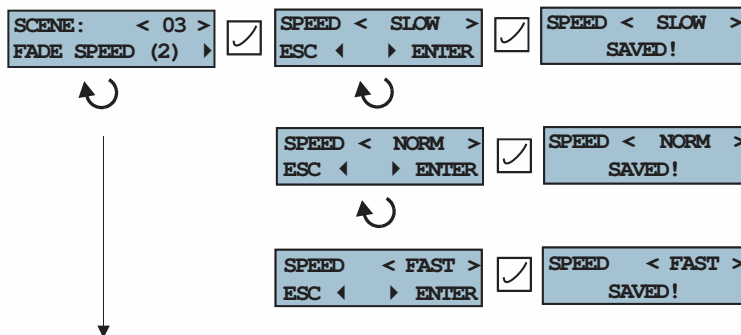 SCENE: < 03 >
FADE SPEED (2)
SPEED < SLOW >
ESC ENTER
SPEED < SLOW >
SAVED!
SPEED < NORM >
ESC ENTER
SPEED < NORM >
SAVED!
SPEED < FAST >
ESC ENTER
SPEED < FAST >
SAVED!